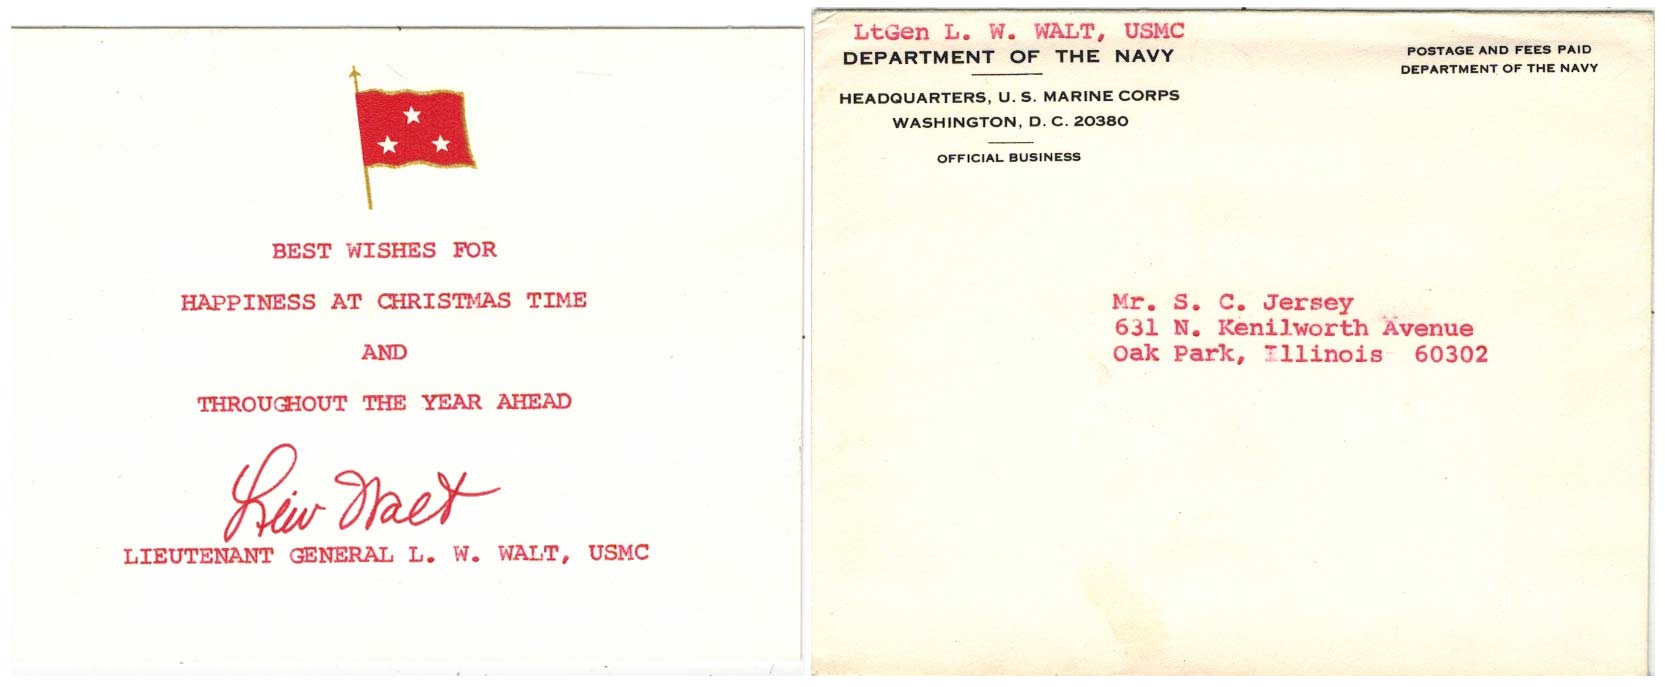 BEST WISHES FOR
HAPPINESS AT CHRISTMAS TIME
AND
THROUGHOUT THE YEAR AHEAD
Lew Walt
LIEUTENANT GENERAL L. W. WALT, USMC
LtGen L. W. WALT, USMC
DEPARTMENT OF THE NAVY
HEADQUARTERS, U. S. MARINE CORPS
WASHINGTON, D. C. 20380
OFFICIAL BUSINESS
POSTAGE AND FEES PAID
DEPARTMENT OF THE NAVY
Mr. S. C. Jersey
631 N. Kenilworth Avenue
Oak Park, Illinois 60302